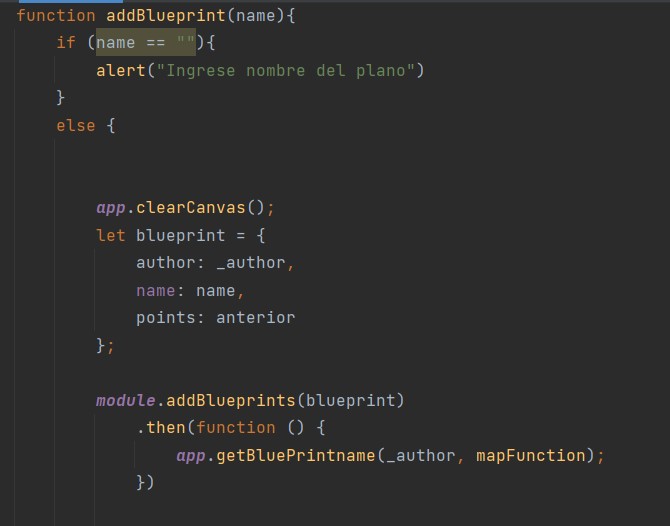 function addBlueprint(name){
if (name == ""){
alert("Ingrese nombre del plano")
}
else {
app.clearCanvas();
let blueprint = {
author: _author,
name: name,
points: anterior
};
module.addBlueprints(blueprint)
.then(function () {
app.getBluePrintname(_author, mapFunction);
})